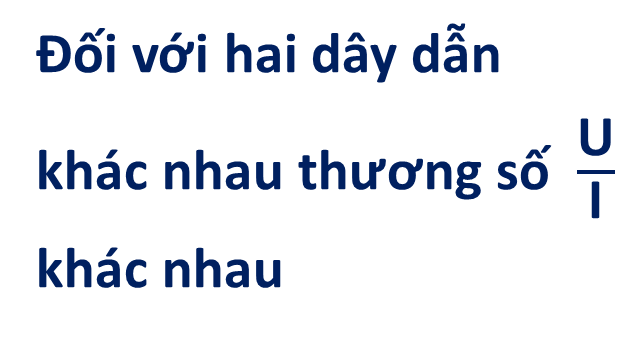 Đối với hai dây dẫn
khác nhau thương số U/I
khác nhau